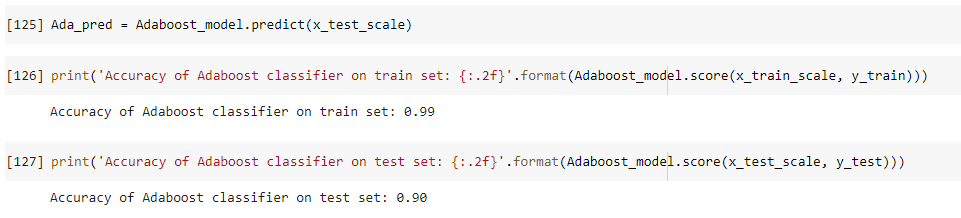 [125] Ada_pred = Adaboost_model.predict(x_test_scale)
[126] print('Accuracy of Adaboost classifier on train set: {:.2f}'.format(Adaboost_model.score(x_train_scale, y_train)))
Accuracy of Adaboost classifier on train set: 0.99
[127] print('Accuracy of Adaboost classifier on test set: {:.2f}'.format(Adaboost_model.score(x_test_scale, y_test)))
Accuracy of Adaboost classifier on test set: 0.90